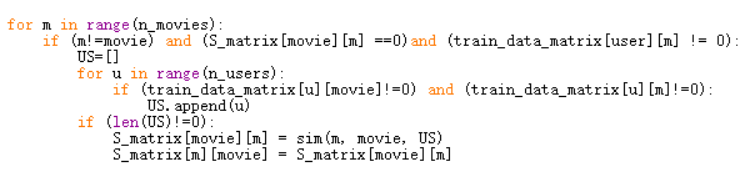 for m in range(n_movies):
    if (m!=movie) and (S_matrix[movie][m] ==0)and (train_data_matrix[user][m] != 0):
        US=[]
        for u in range(n_users):
            if (train_data_matrix[u][movie]!=0) and (train_data_matrix[u][m]!=0):
                US.append(u)
        if (len(US)!=0):
            S_matrix[movie][m] = sim(m, movie, US)
            S_matrix[m][movie] = S_matrix[movie][m]